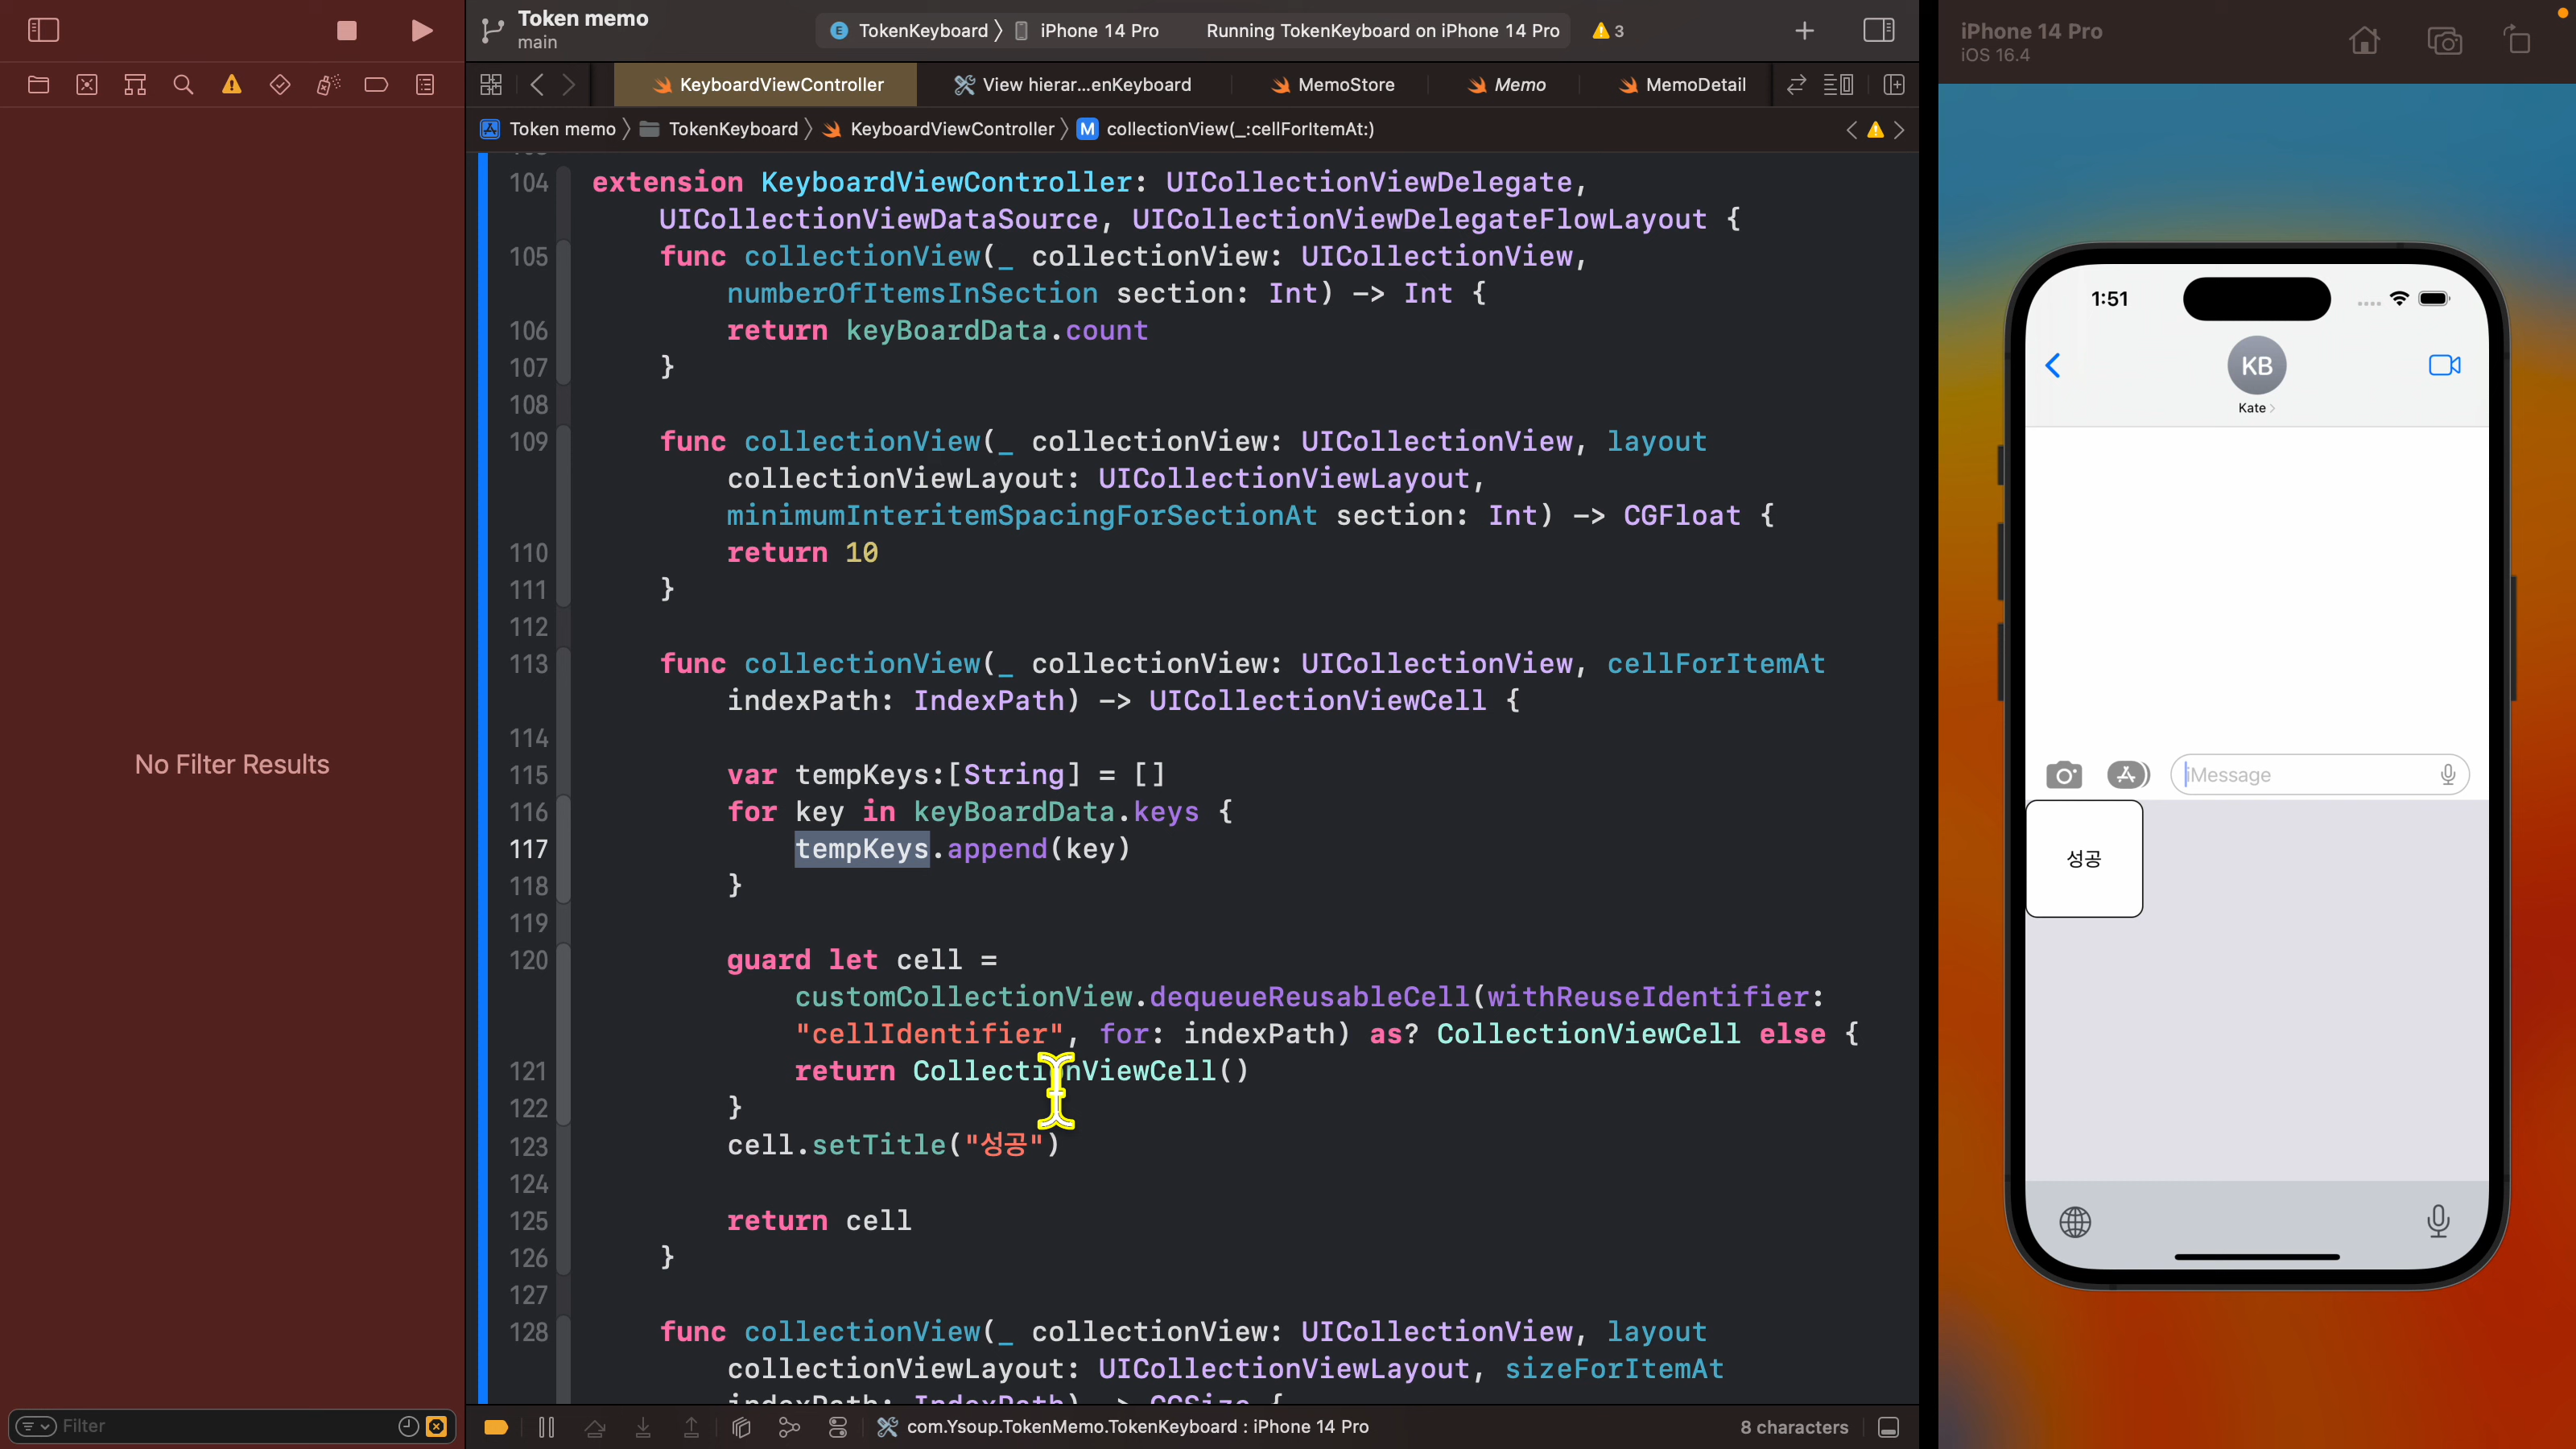 Token memo
main
TokenKeyboard
iPhone 14 Pro
Running TokenKeyboard on iPhone 14 Pro
3
KeyboardViewController
View hierar...enKeyboard
MemoStore
Memo
MemoDetail
Token memo
TokenKeyboard
KeyboardViewController
M
collectionView(_:cellForItemAt:)
No Filter Results
Filter
104 extension KeyboardViewController: UICollectionViewDelegate,
UICollectionViewDataSource, UICollectionViewDelegateFlowLayout {
105 func collectionView(_ collectionView: UICollectionView,
numberOfItemsInSection section: Int) -> Int {
106 return keyBoardData.count
107 }
108
109 func collectionView(_ collectionView: UICollectionView, layout
collectionViewLayout: UICollectionViewLayout,
minimumInteritemSpacingForSectionAt section: Int) -> CGFloat {
110 return 10
111 }
112
113 func collectionView(_ collectionView: UICollectionView, cellForItemAt
indexPath: IndexPath) -> UICollectionViewCell {
114
115 var tempKeys:[String] = []
116 for key in keyBoardData.keys {
117 tempKeys.append(key)
118 }
119
120 guard let cell =
customCollectionView.dequeueReusableCell(withReuseIdentifier:
"cellIdentifier", for: indexPath) as? CollectionViewCell else {
121 return CollectionViewCell()
122 }
123 cell.setTitle("성공")
124
125 return cell
126 }
127
128 func collectionView(_ collectionView: UICollectionView, layout
collectionViewLayout: UICollectionViewLayout, sizeForItemAt
indexPath: IndexPath) -> CGSize {
com.Ysoup.TokenMemo.TokenKeyboard : iPhone 14 Pro
8 characters
iPhone 14 Pro
iOS 16.4
1:51
KB
Kate
iMessage
성공